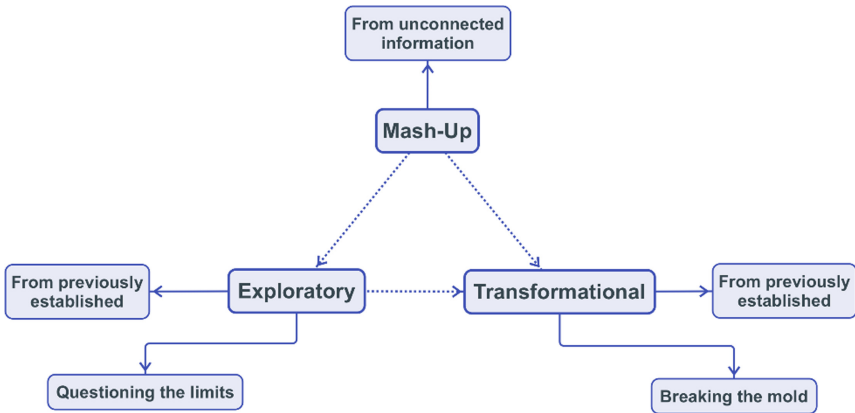 From unconnected
information
Mash-Up
From previously
established
Exploratory
Transformational
From previously
established
Questioning the limits
Breaking the mold